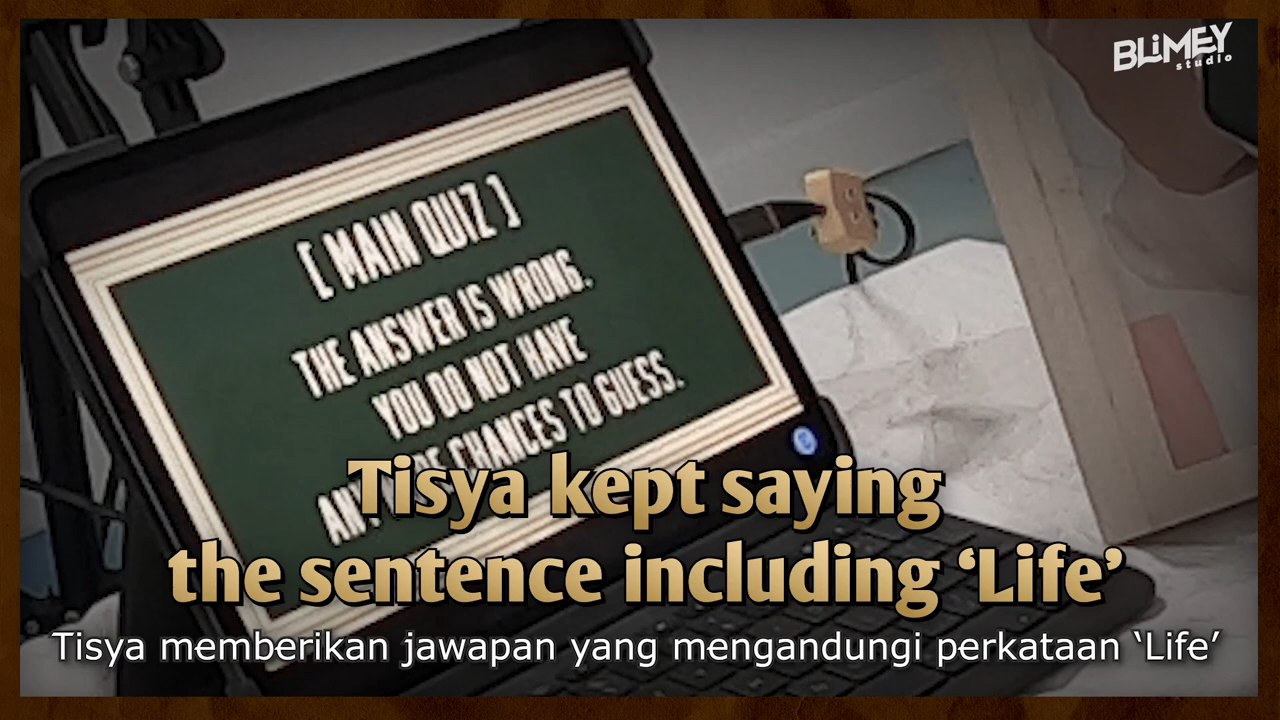 BLiMEY
studio
[ MAIN QUIZ ]
THE ANSWER IS WRONG.
YOU DO NOT HAVE
CHANCES TO GUESS.
Tisya kept saying
the sentence including ‘Life’
Tisya memberikan jawapan yang mengandungi perkataan ‘Life’